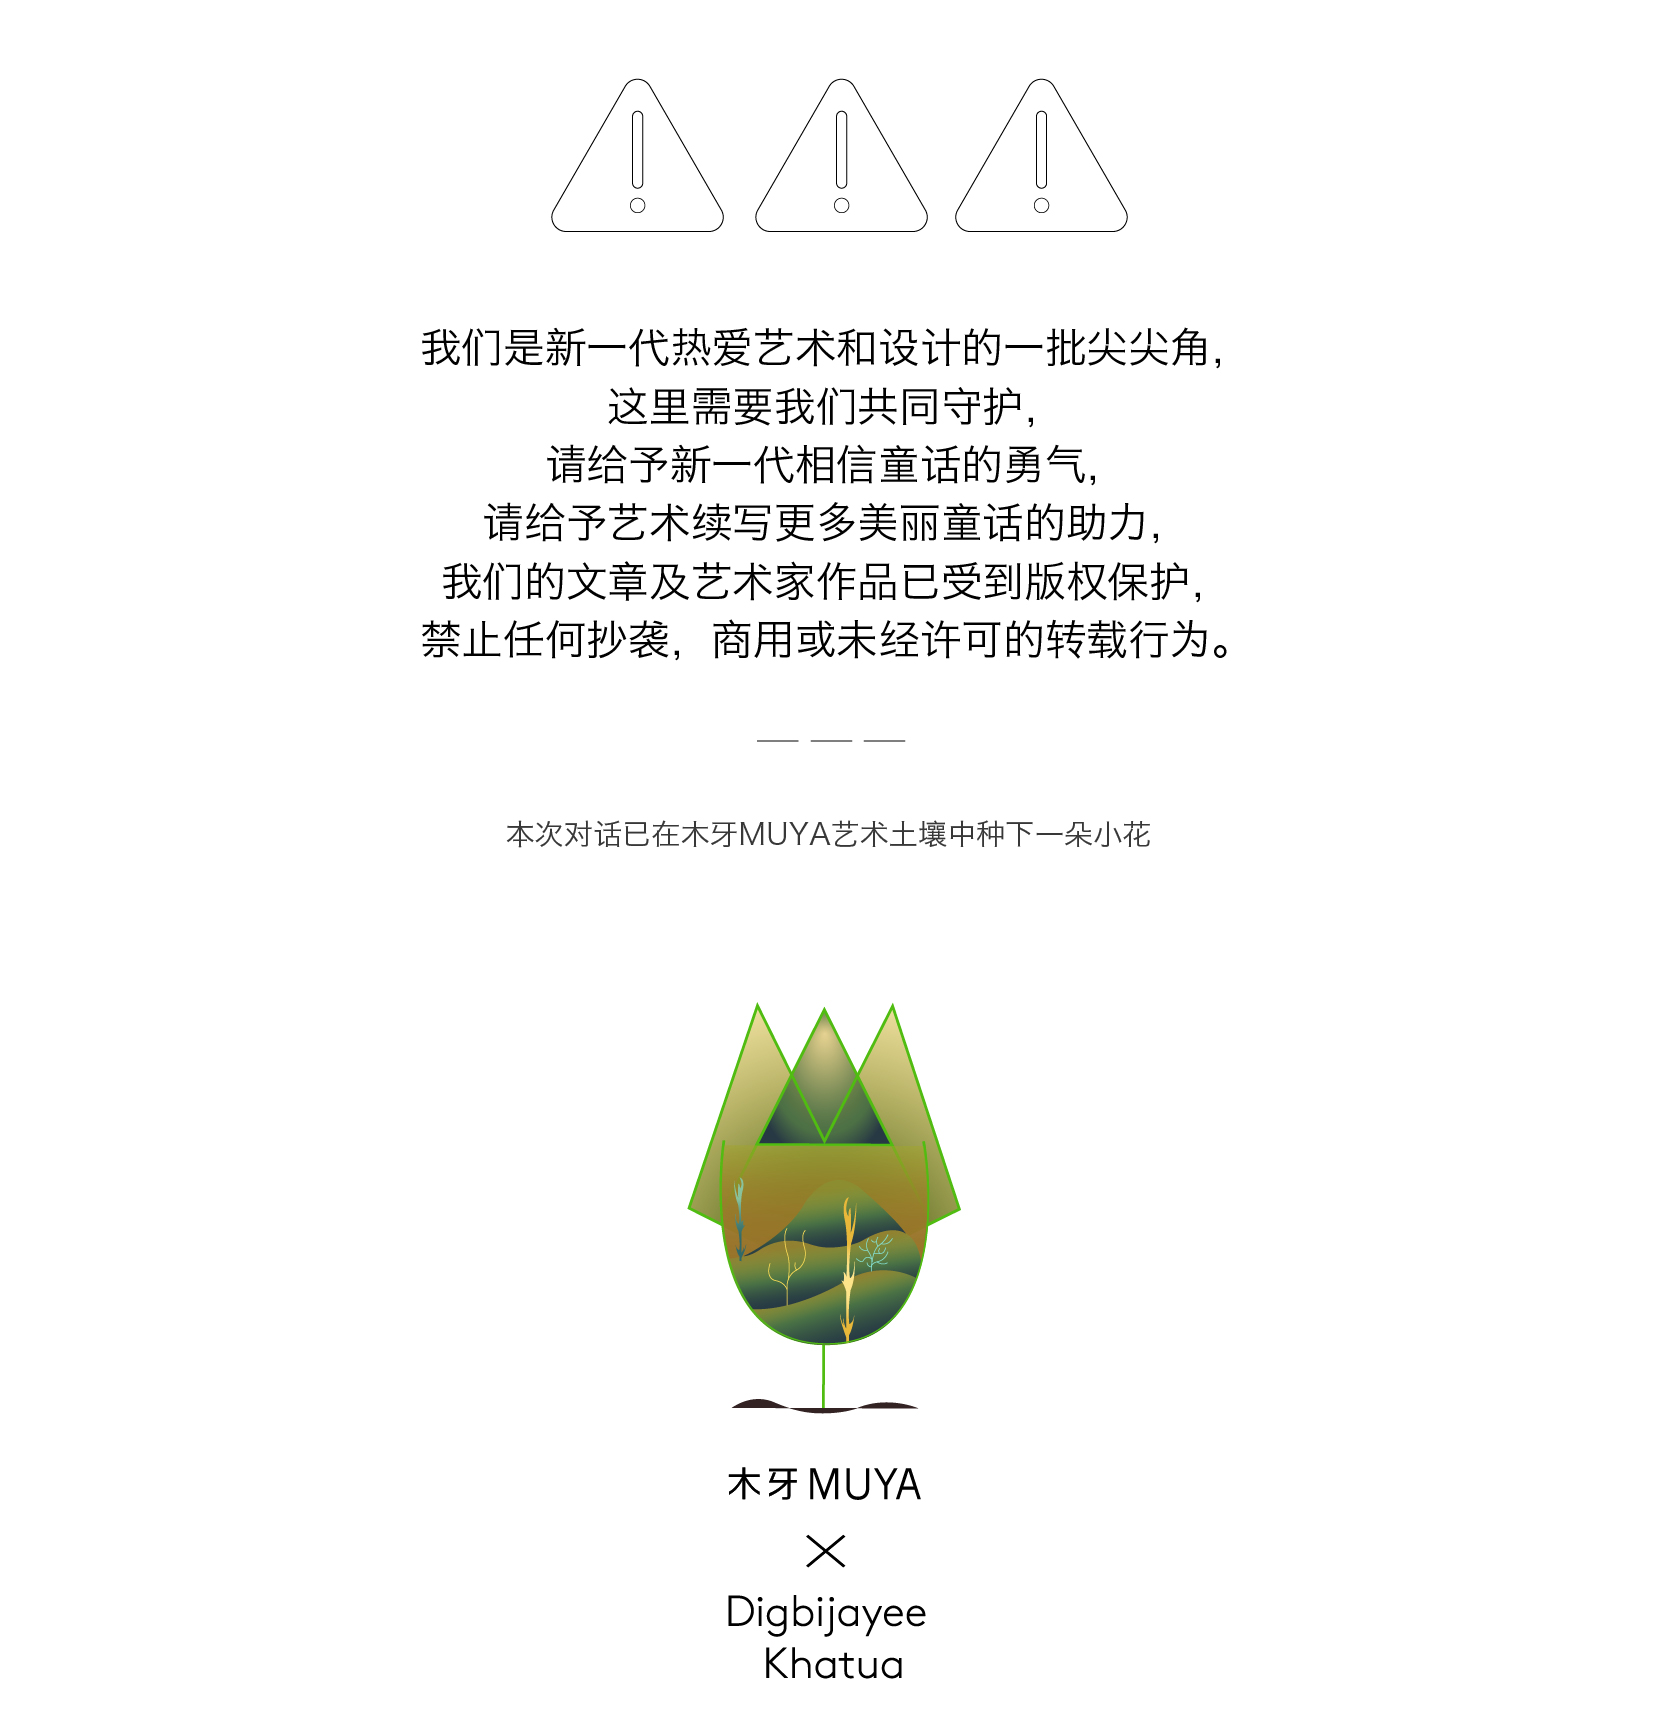 我们是新一代热爱艺术和设计的一批尖尖角，
这里需要我们共同守护，
请给予新一代相信童话的勇气，
请给予艺术续写更多美丽童话的助力，
我们的文章及艺术家作品已受到版权保护，
禁止任何抄袭，商用或未经许可的转载行为。
本次对话已在木牙MUYA艺术土壤中种下一朵小花
木牙MUYA
×
Digbijayee
Khatua